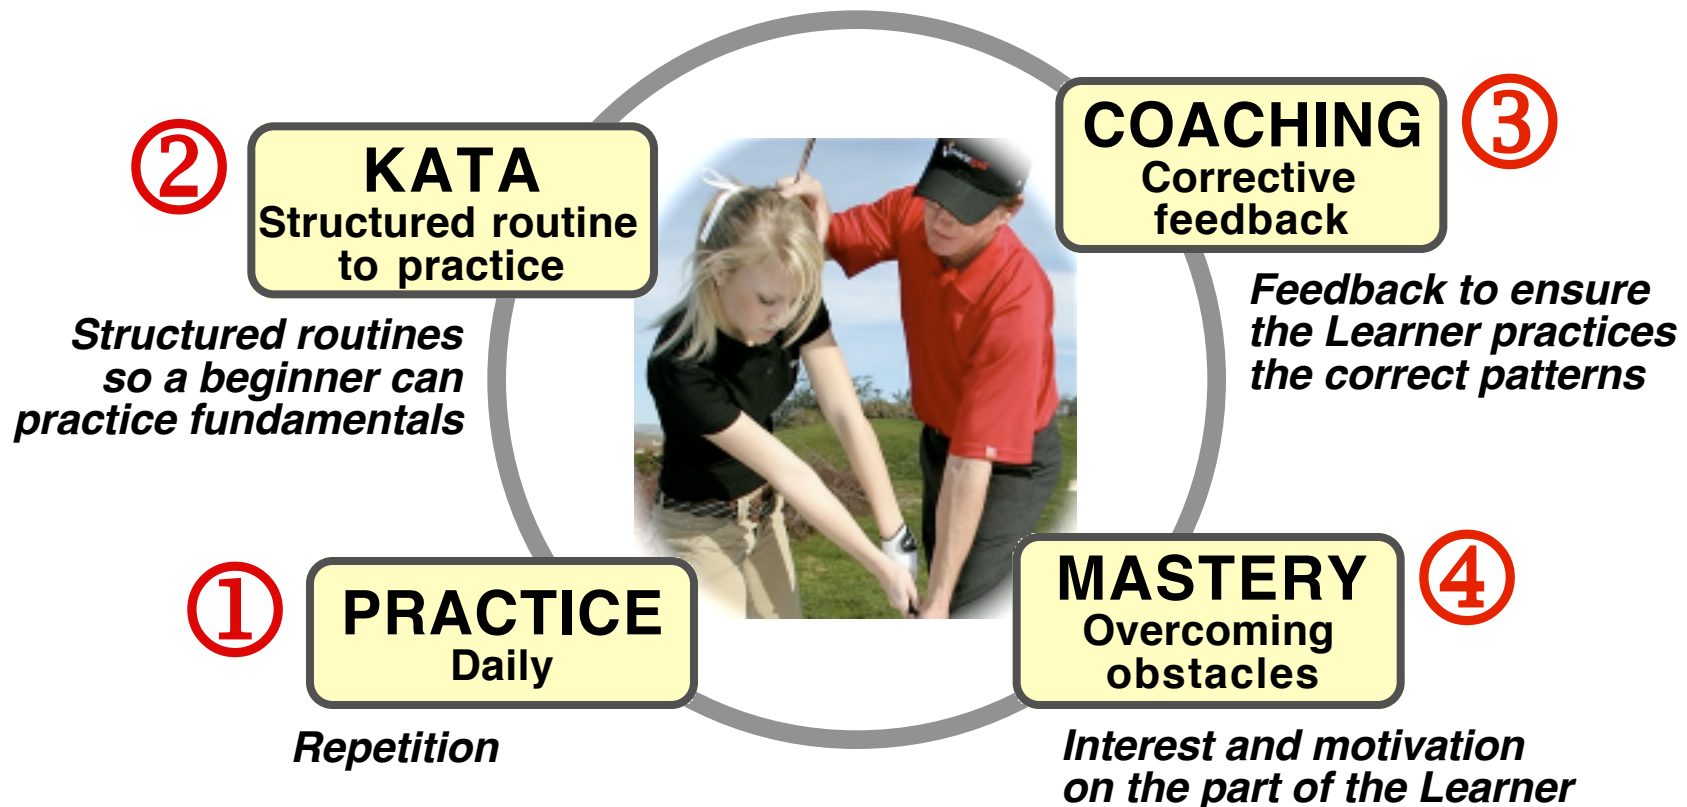 ②
KATA
Structured routine
to practice
Structured routines
so a beginner can
practice fundamentals
COACHING
Corrective
feedback
③
Feedback to ensure
the Learner practices
the correct patterns
①
PRACTICE
Daily
Repetition
MASTERY
Overcoming
obstacles
④
Interest and motivation
on the part of the Learner